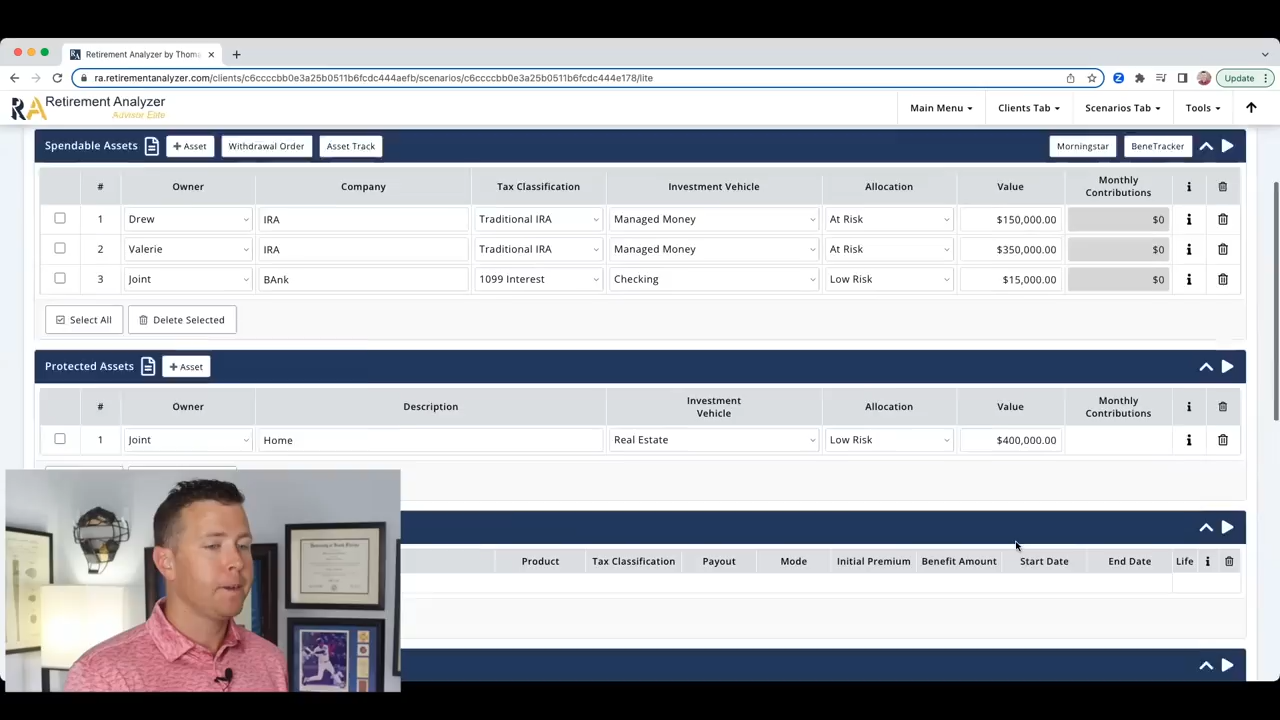 Retirement Analyzer by Thom
Update
ra.retirementanalyzer.com/clients/c6ccccbb0e3a25b0511b6fcdc444aefb/scenarios/c6ccccbb0e3a25b0511b6fcdc444e178/lite
RA Retirement Analyzer
Advisor Elite
Main Menu Clients Tab Scenarios Tab Tools
Spendable Assets + Asset Withdrawal Order Asset Track Morningstar BeneTracker
# Owner Company Tax Classification Investment Vehicle Allocation Value Monthly Contributions
1 Drew IRA Traditional IRA Managed Money At Risk $150,000.00 $0
2 Valerie IRA Traditional IRA Managed Money At Risk $350,000.00 $0
3 Joint BAnk 1099 Interest Checking Low Risk $15,000.00 $0
Select All Delete Selected
Protected Assets + Asset
# Owner Description Investment Vehicle Allocation Value Monthly Contributions
1 Joint Home Real Estate Low Risk $400,000.00
Product Tax Classification Payout Mode Initial Premium Benefit Amount Start Date End Date Life